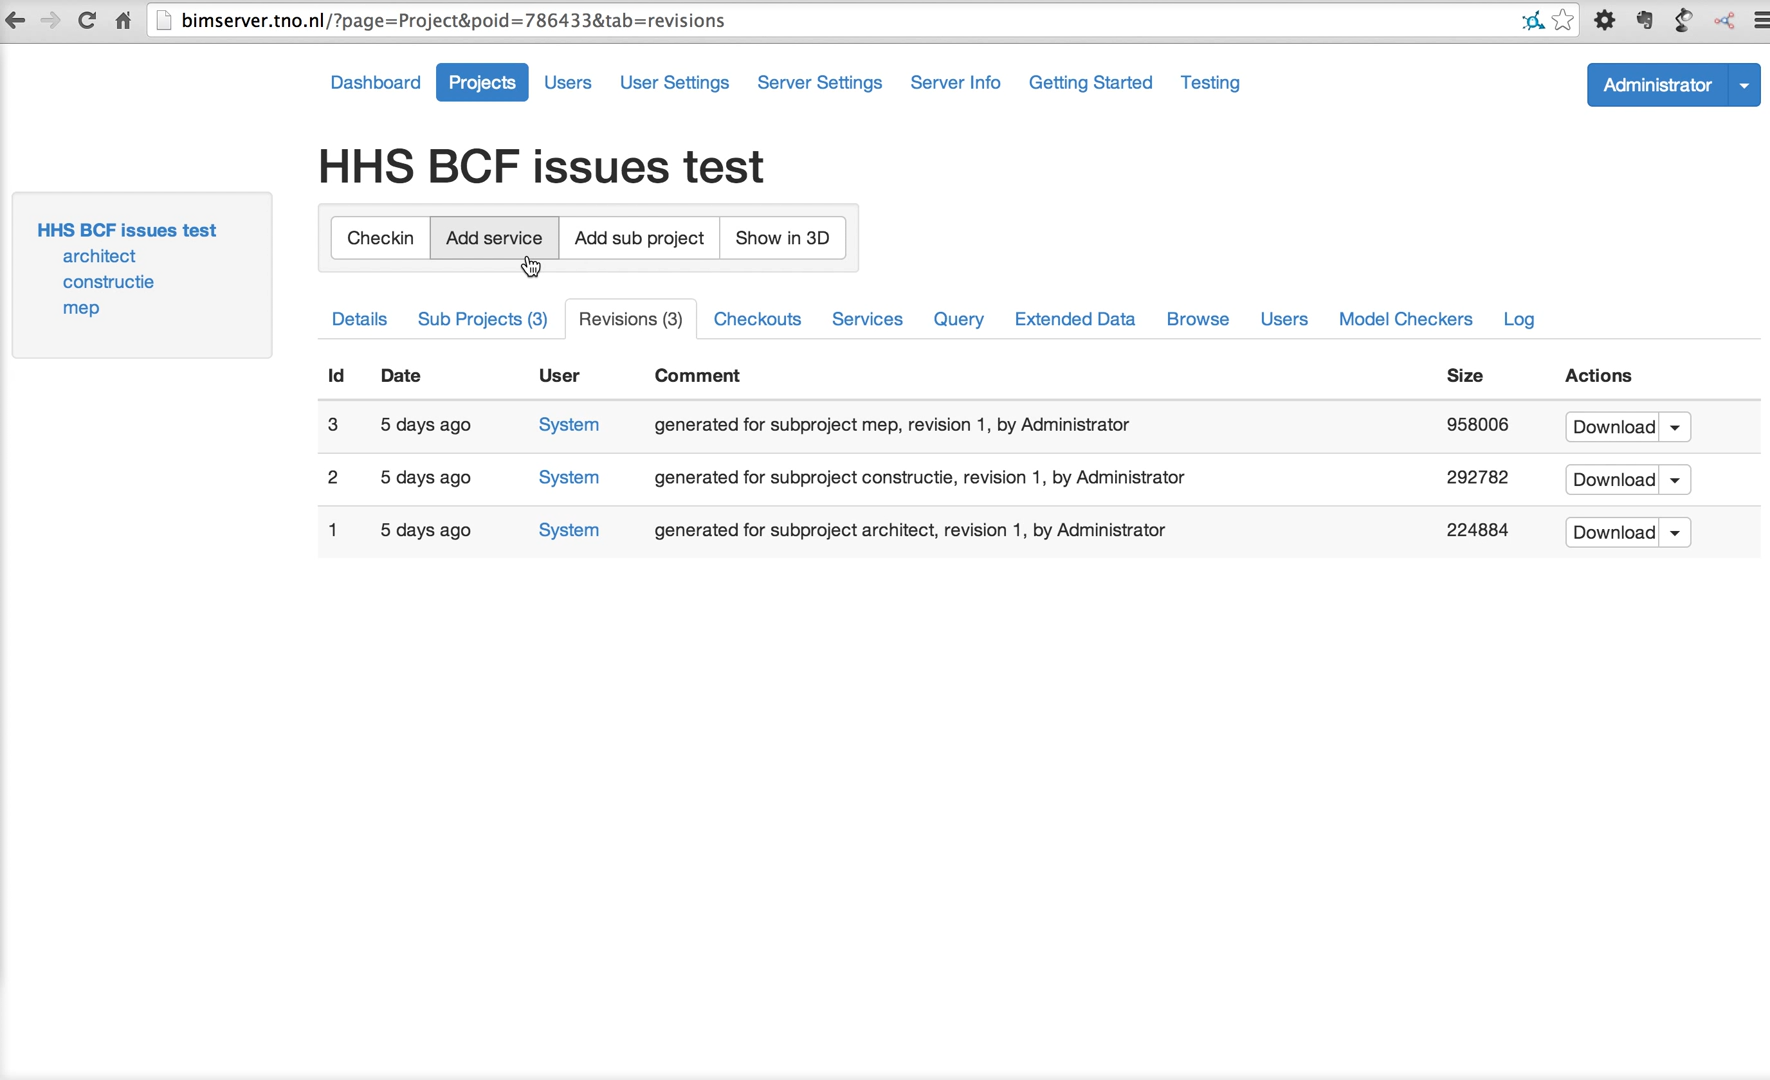 bimserver.tno.nl/?page=Project&poid=786433&tab=revisions
Dashboard Projects Users User Settings Server Settings Server Info Getting Started Testing Administrator
HHS BCF issues test
HHS BCF issues test
architect
constructie
mep
Checkin Add service Add sub project Show in 3D
Details Sub Projects (3) Revisions (3) Checkouts Services Query Extended Data Browse Users Model Checkers Log
Id Date User Comment Size Actions
3 5 days ago System generated for subproject mep, revision 1, by Administrator 958006 Download
2 5 days ago System generated for subproject constructie, revision 1, by Administrator 292782 Download
1 5 days ago System generated for subproject architect, revision 1, by Administrator 224884 Download